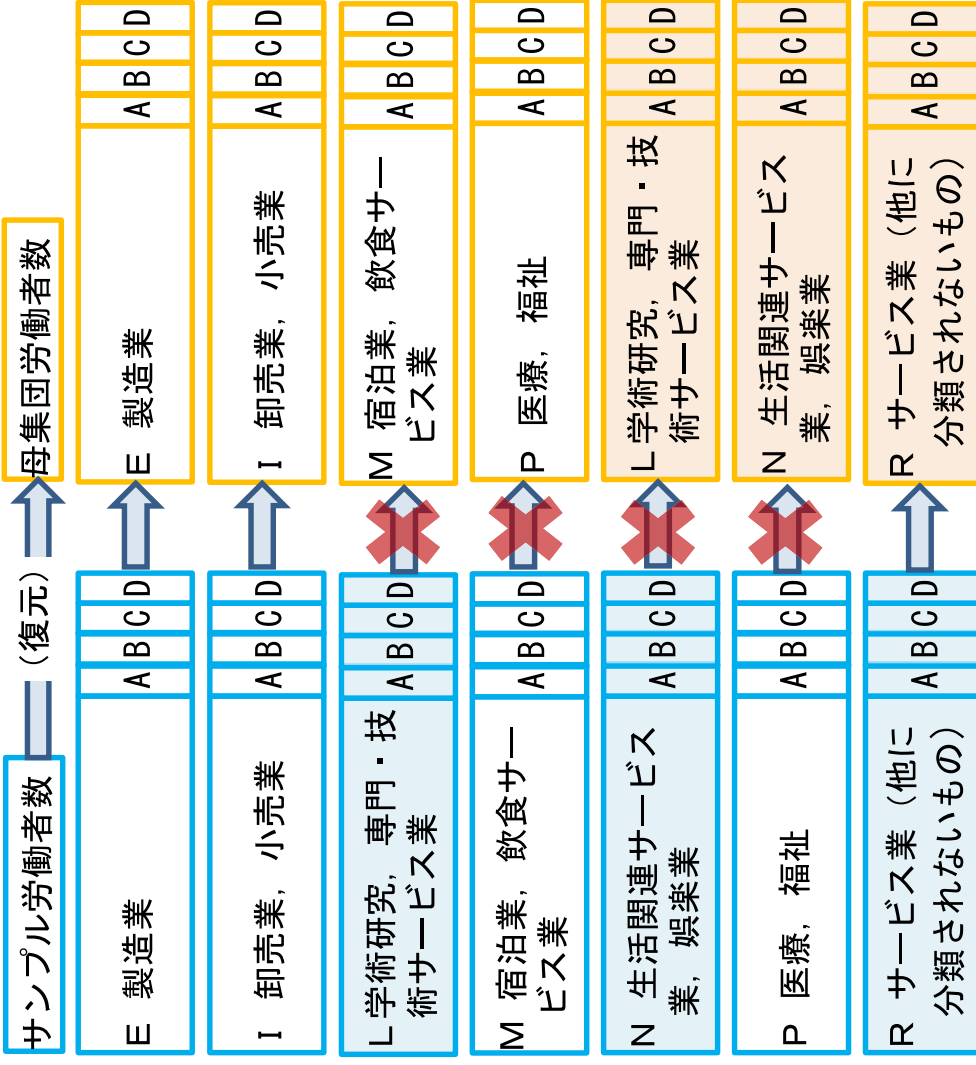 サンプル労働者数
（復元）
母集団労働者数
E 製造業 A B C D
E 製造業 A B C D
I 卸売業，小売業 A B C D
I 卸売業，小売業 A B C D
L学術研究，専門・技
術サービス業
A B C D
M 宿泊業，飲食サー
ビス業
A B C D
M 宿泊業，飲食サー
ビス業
A B C D
P 医療，福祉 A B C D
N 生活関連サービス
業，娯楽業
A B C D
L学術研究，専門・技
術サービス業
A B C D
P 医療，福祉 A B C D
N 生活関連サービス
業，娯楽業
A B C D
R サービス業（他に
分類されないもの）
A B C D
R サービス業（他に
分類されないもの）
A B C D